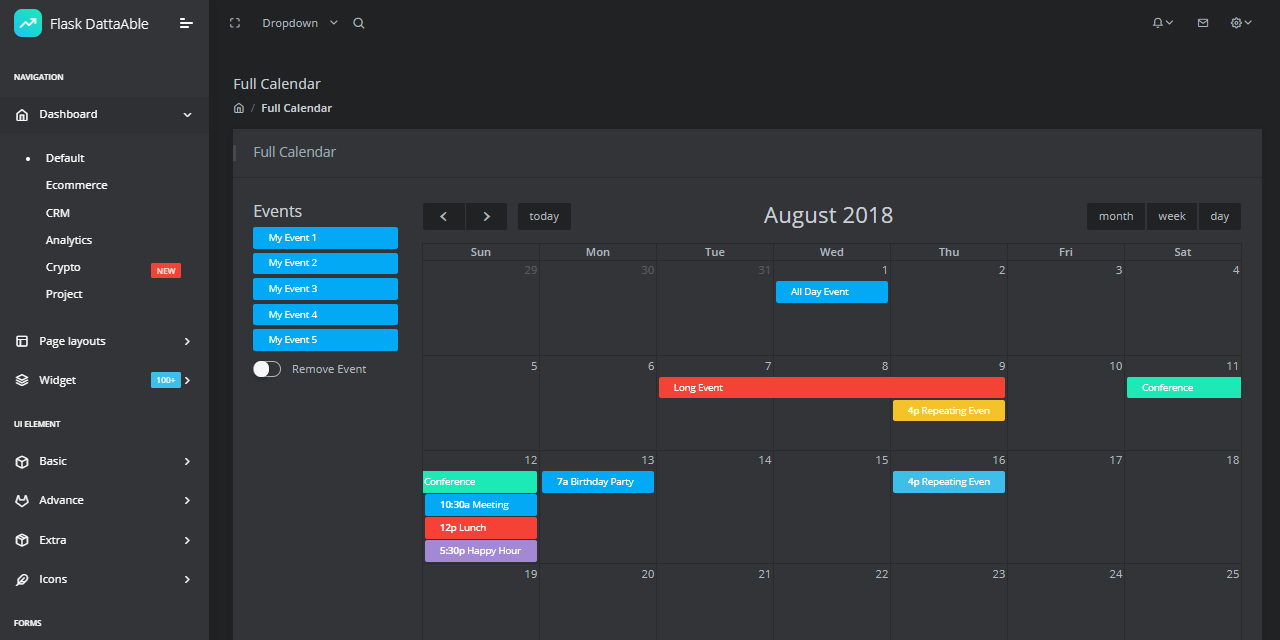 Flask DattaAble
Dropdown
NAVIGATION
Dashboard
Default
Ecommerce
CRM
Analytics
Crypto NEW
Project
Page layouts
Widget 100+
UI ELEMENT
Basic
Advance
Extra
Icons
FORMS
Full Calendar
/ Full Calendar
Full Calendar
Events
My Event 1
My Event 2
My Event 3
My Event 4
My Event 5
Remove Event
today August 2018 month week day
Sun Mon Tue Wed Thu Fri Sat
29 30 31 1 2 3 4
All Day Event
5 6 7 8 9 10 11
Long Event Conference
4p Repeating Even
12 13 14 15 16 17 18
Conference 7a Birthday Party 4p Repeating Even
10:30a Meeting
12p Lunch
5:30p Happy Hour
19 20 21 22 23 24 25